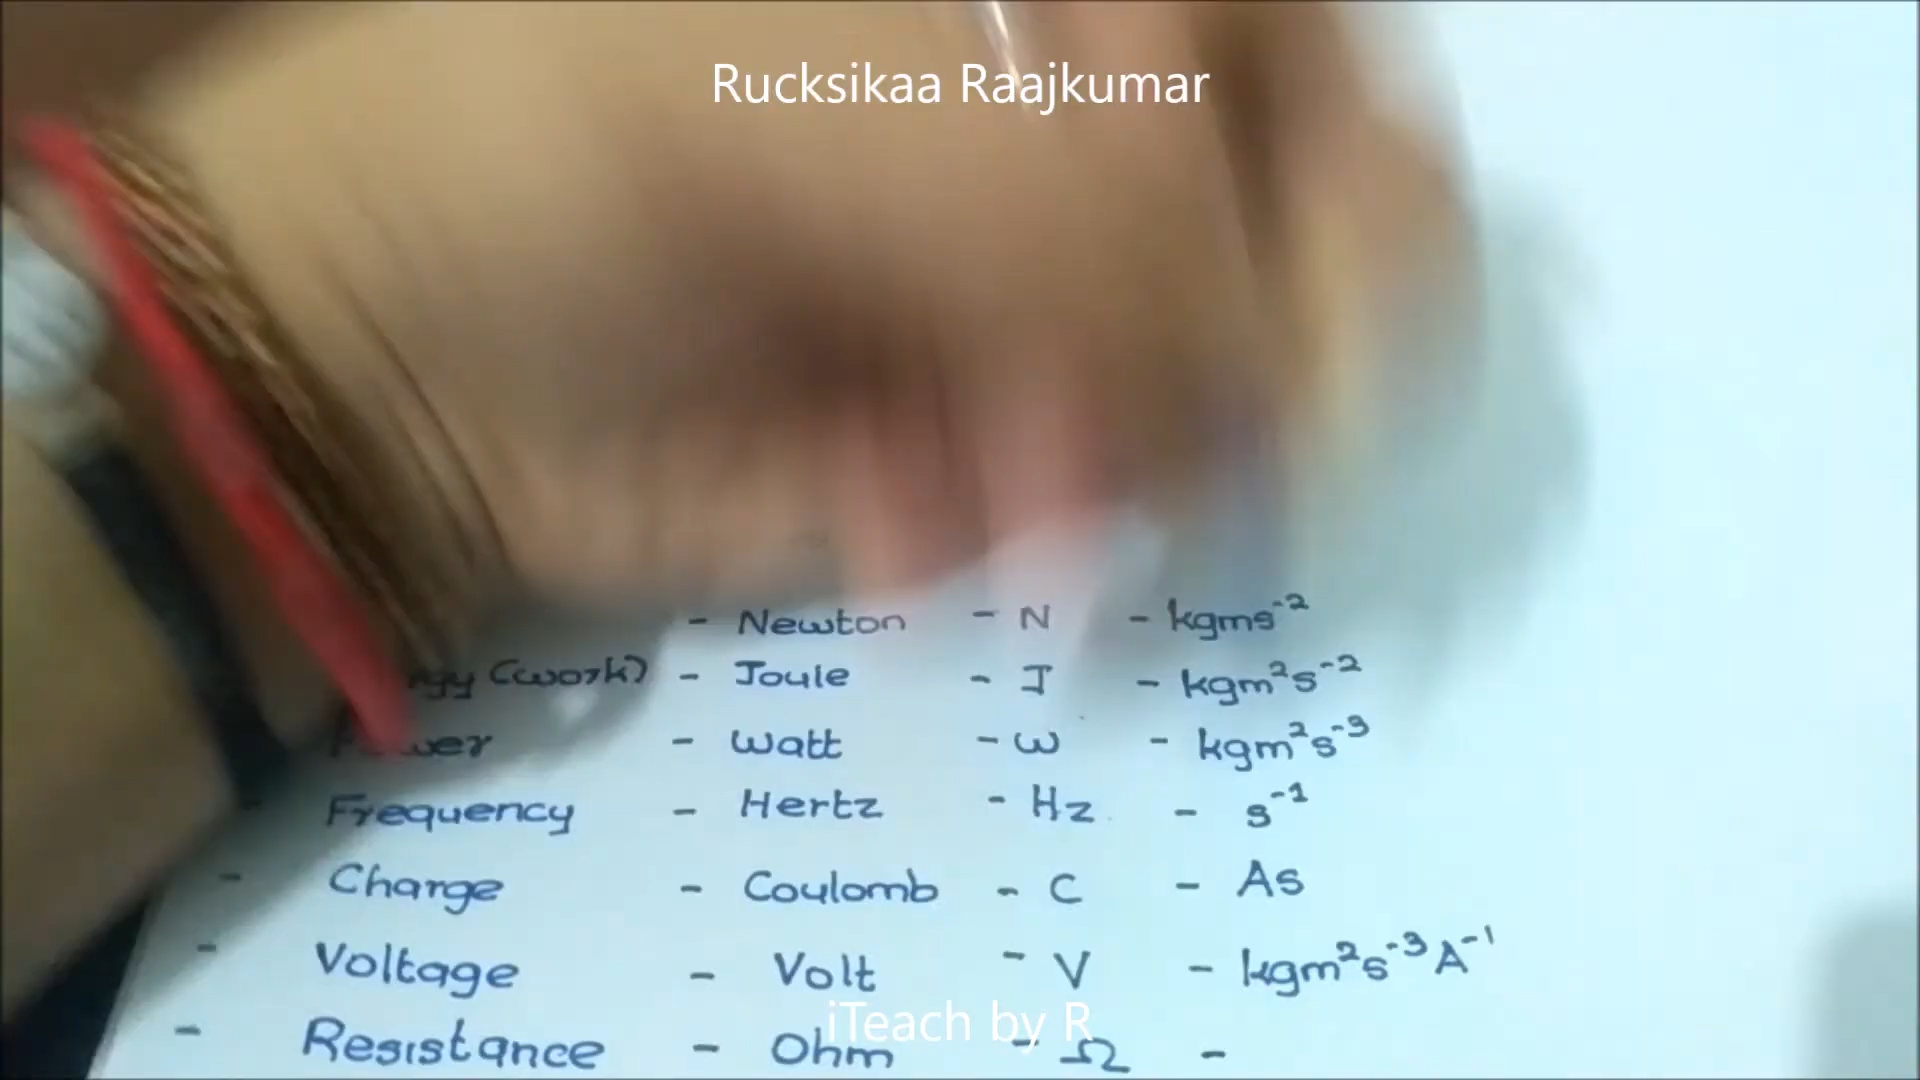 Rucksikaa Raajkumar
- Newton - N - kgms⁻²
(work) - Joule - J - kgm²s⁻²
- Watt - W - kgm²s⁻³
- Frequency - Hertz - Hz - s⁻¹
- Charge - Coulomb - C - As
- Voltage - Volt - V - kgm²s⁻³A⁻¹
iTeach by R
- Resistance - Ohm - Ω -